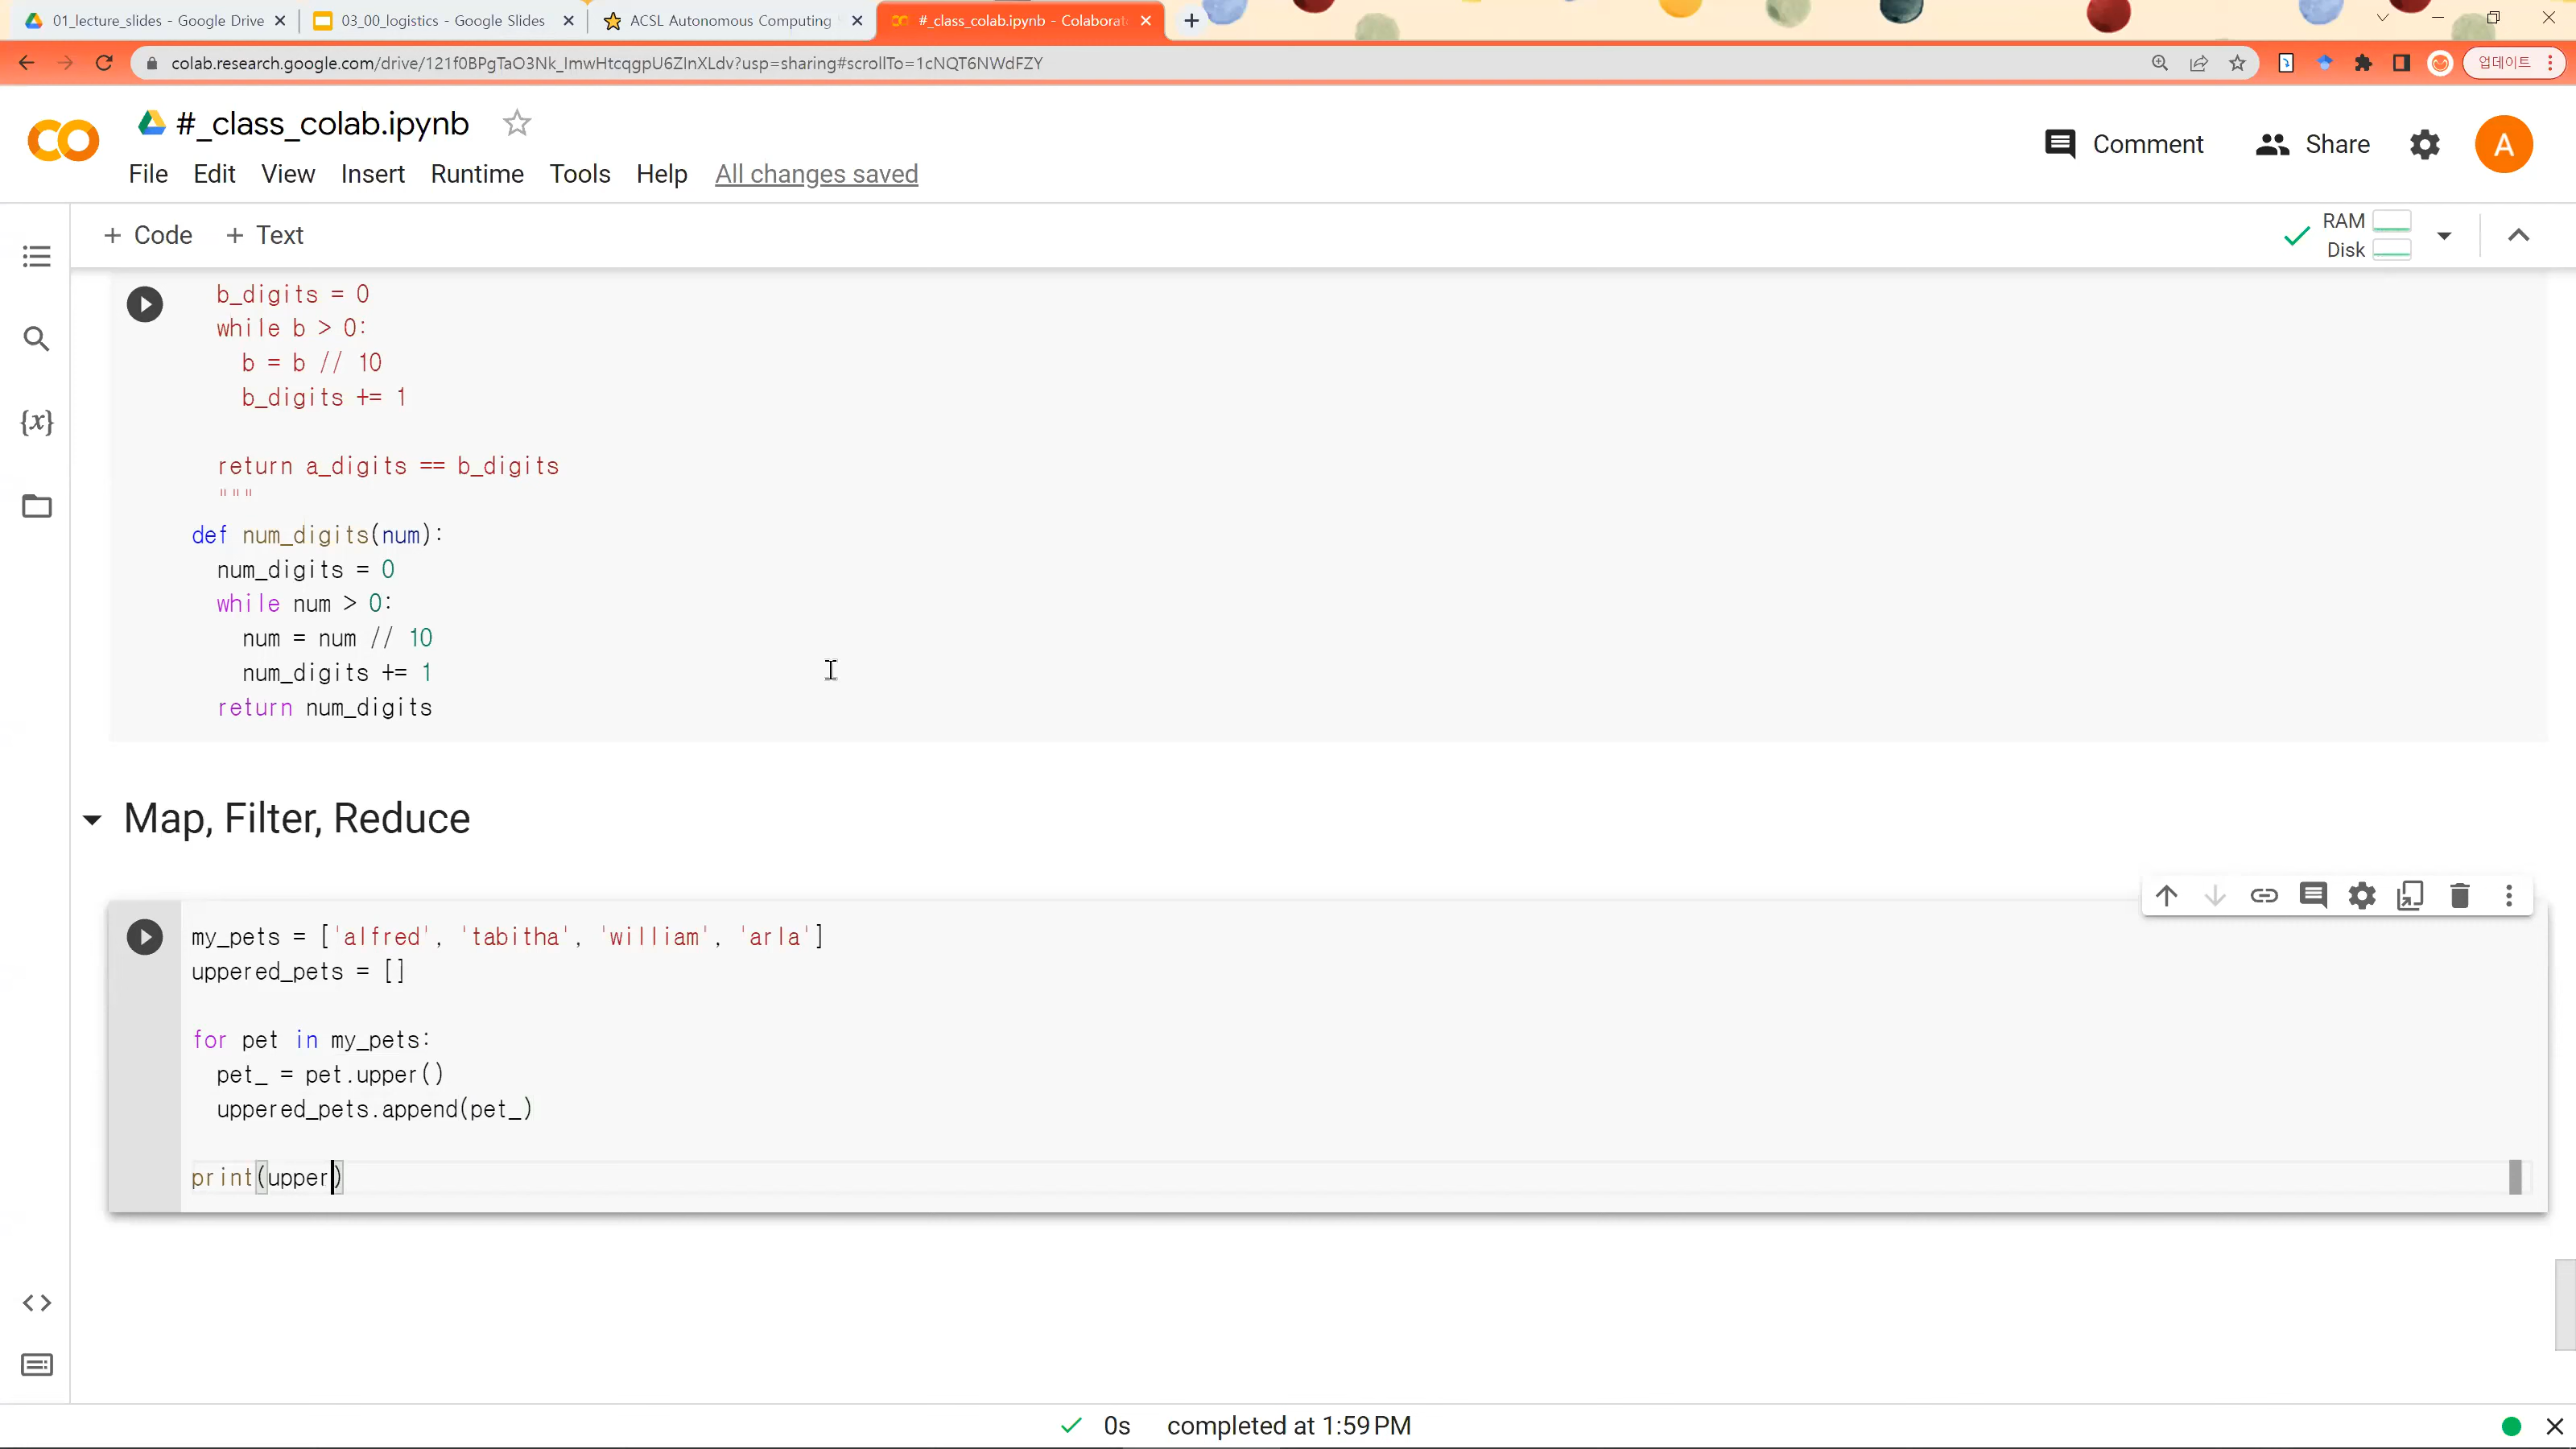 01_lecture_slides - Google Drive
03_00_logistics - Google Slides
ACSL Autonomous Computing
#_class_colab.ipynb - Colaborat
colab.research.google.com/drive/121f0BPgTaO3Nk_ImwHtcqgpU6ZInXLdv?usp=sharing#scrollTo=1cNQT6NWdFZY
업데이트
#_class_colab.ipynb
Comment
Share
A
File Edit View Insert Runtime Tools Help All changes saved
+ Code + Text
RAM
Disk
{x}
b_digits = 0
while b > 0:
b = b // 10
b_digits += 1
return a_digits == b_digits
"""
def num_digits(num):
num_digits = 0
while num > 0:
num = num // 10
num_digits += 1
return num_digits
Map, Filter, Reduce
my_pets = ['alfred', 'tabitha', 'william', 'arla']
uppered_pets = []
for pet in my_pets:
pet_ = pet.upper()
uppered_pets.append(pet_)
print(upper)
0s completed at 1:59 PM